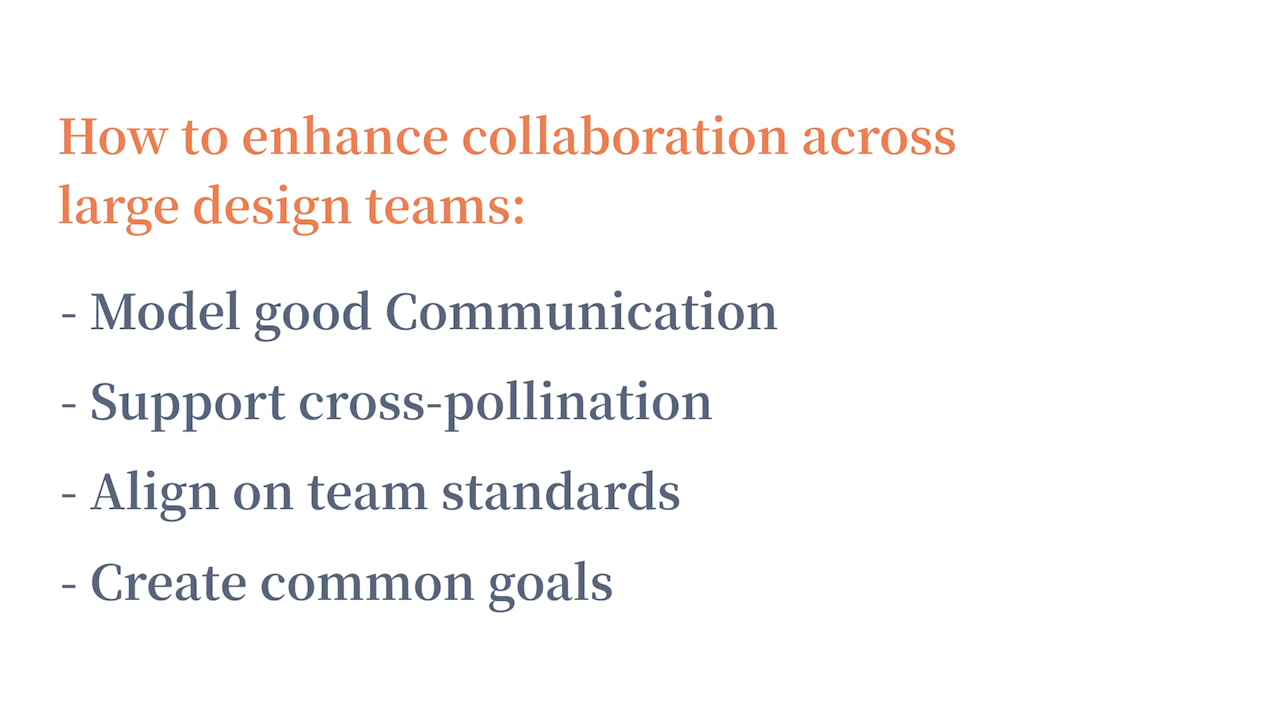 How to enhance collaboration across
large design teams:
- Model good Communication
- Support cross-pollination
- Align on team standards
- Create common goals